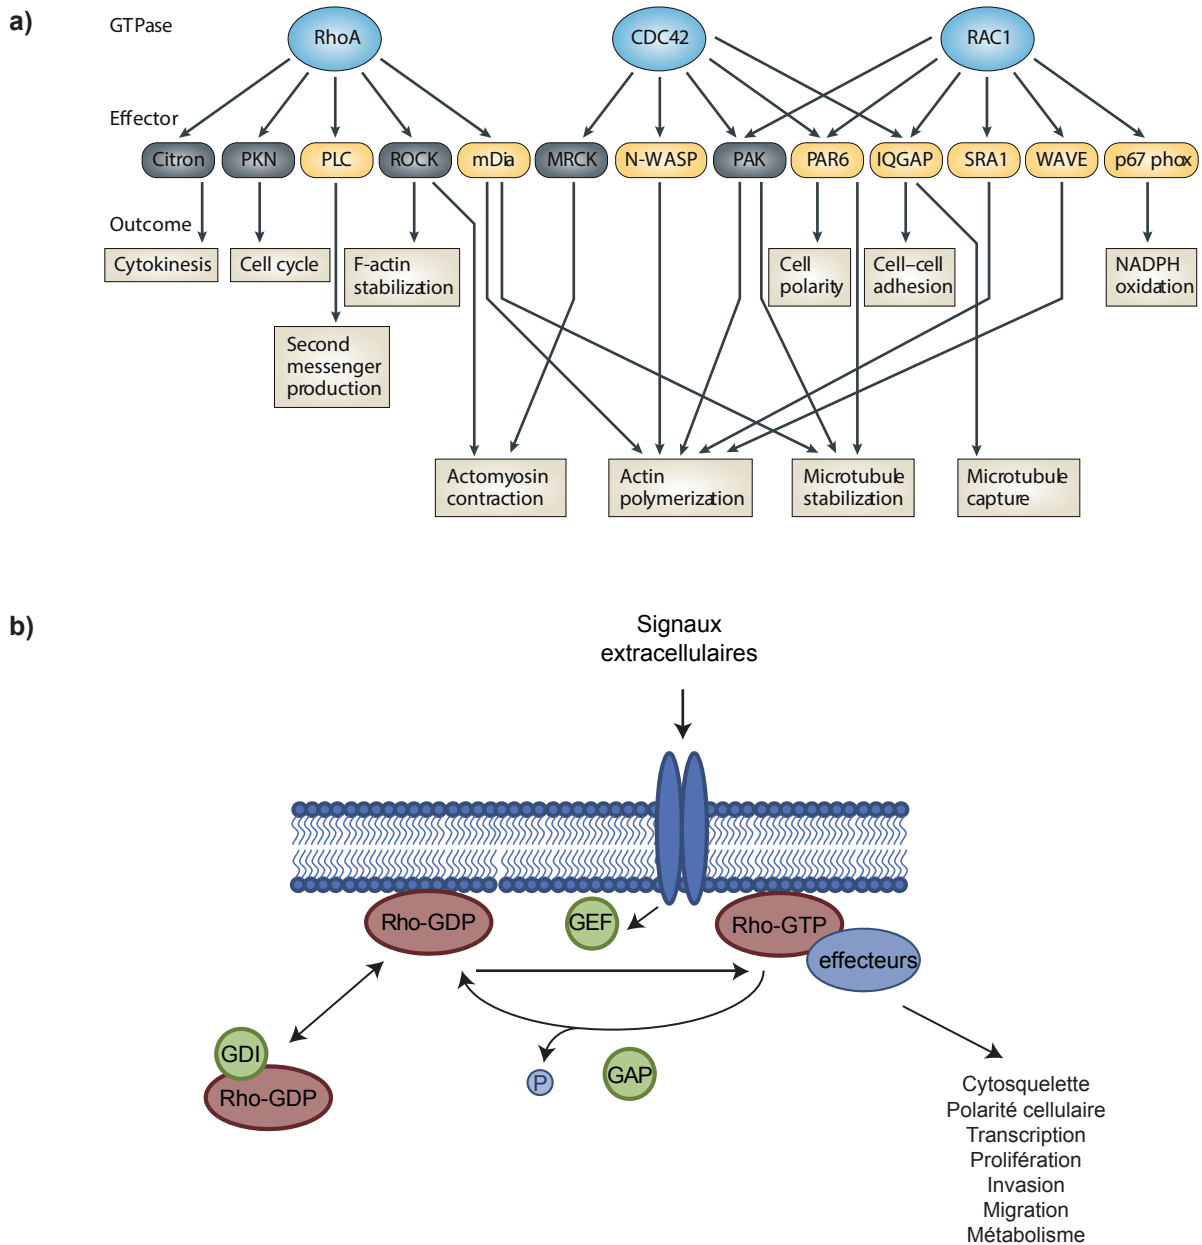 a)
GTPase
RhoA
CDC42
RAC1
Effector
Citron
PKN
PLC
ROCK
mDia
MRCK
N-WASP
PAK
PAR6
IQGAP
SRA1
WAVE
p67 phox
Outcome
Cytokinesis
Cell cycle
F-actin
stabilization
Cell
polarity
Cell–cell
adhesion
NADPH
oxidation
Second
messenger
production
Actomyosin
contraction
Actin
polymerization
Microtubule
stabilization
Microtubule
capture
b)
Signaux
extracellulaires
Rho-GDP
GEF
Rho-GTP
effecteurs
GDI
Rho-GDP
P
GAP
Cytosquelette
Polarité cellulaire
Transcription
Prolifération
Invasion
Migration
Métabolisme